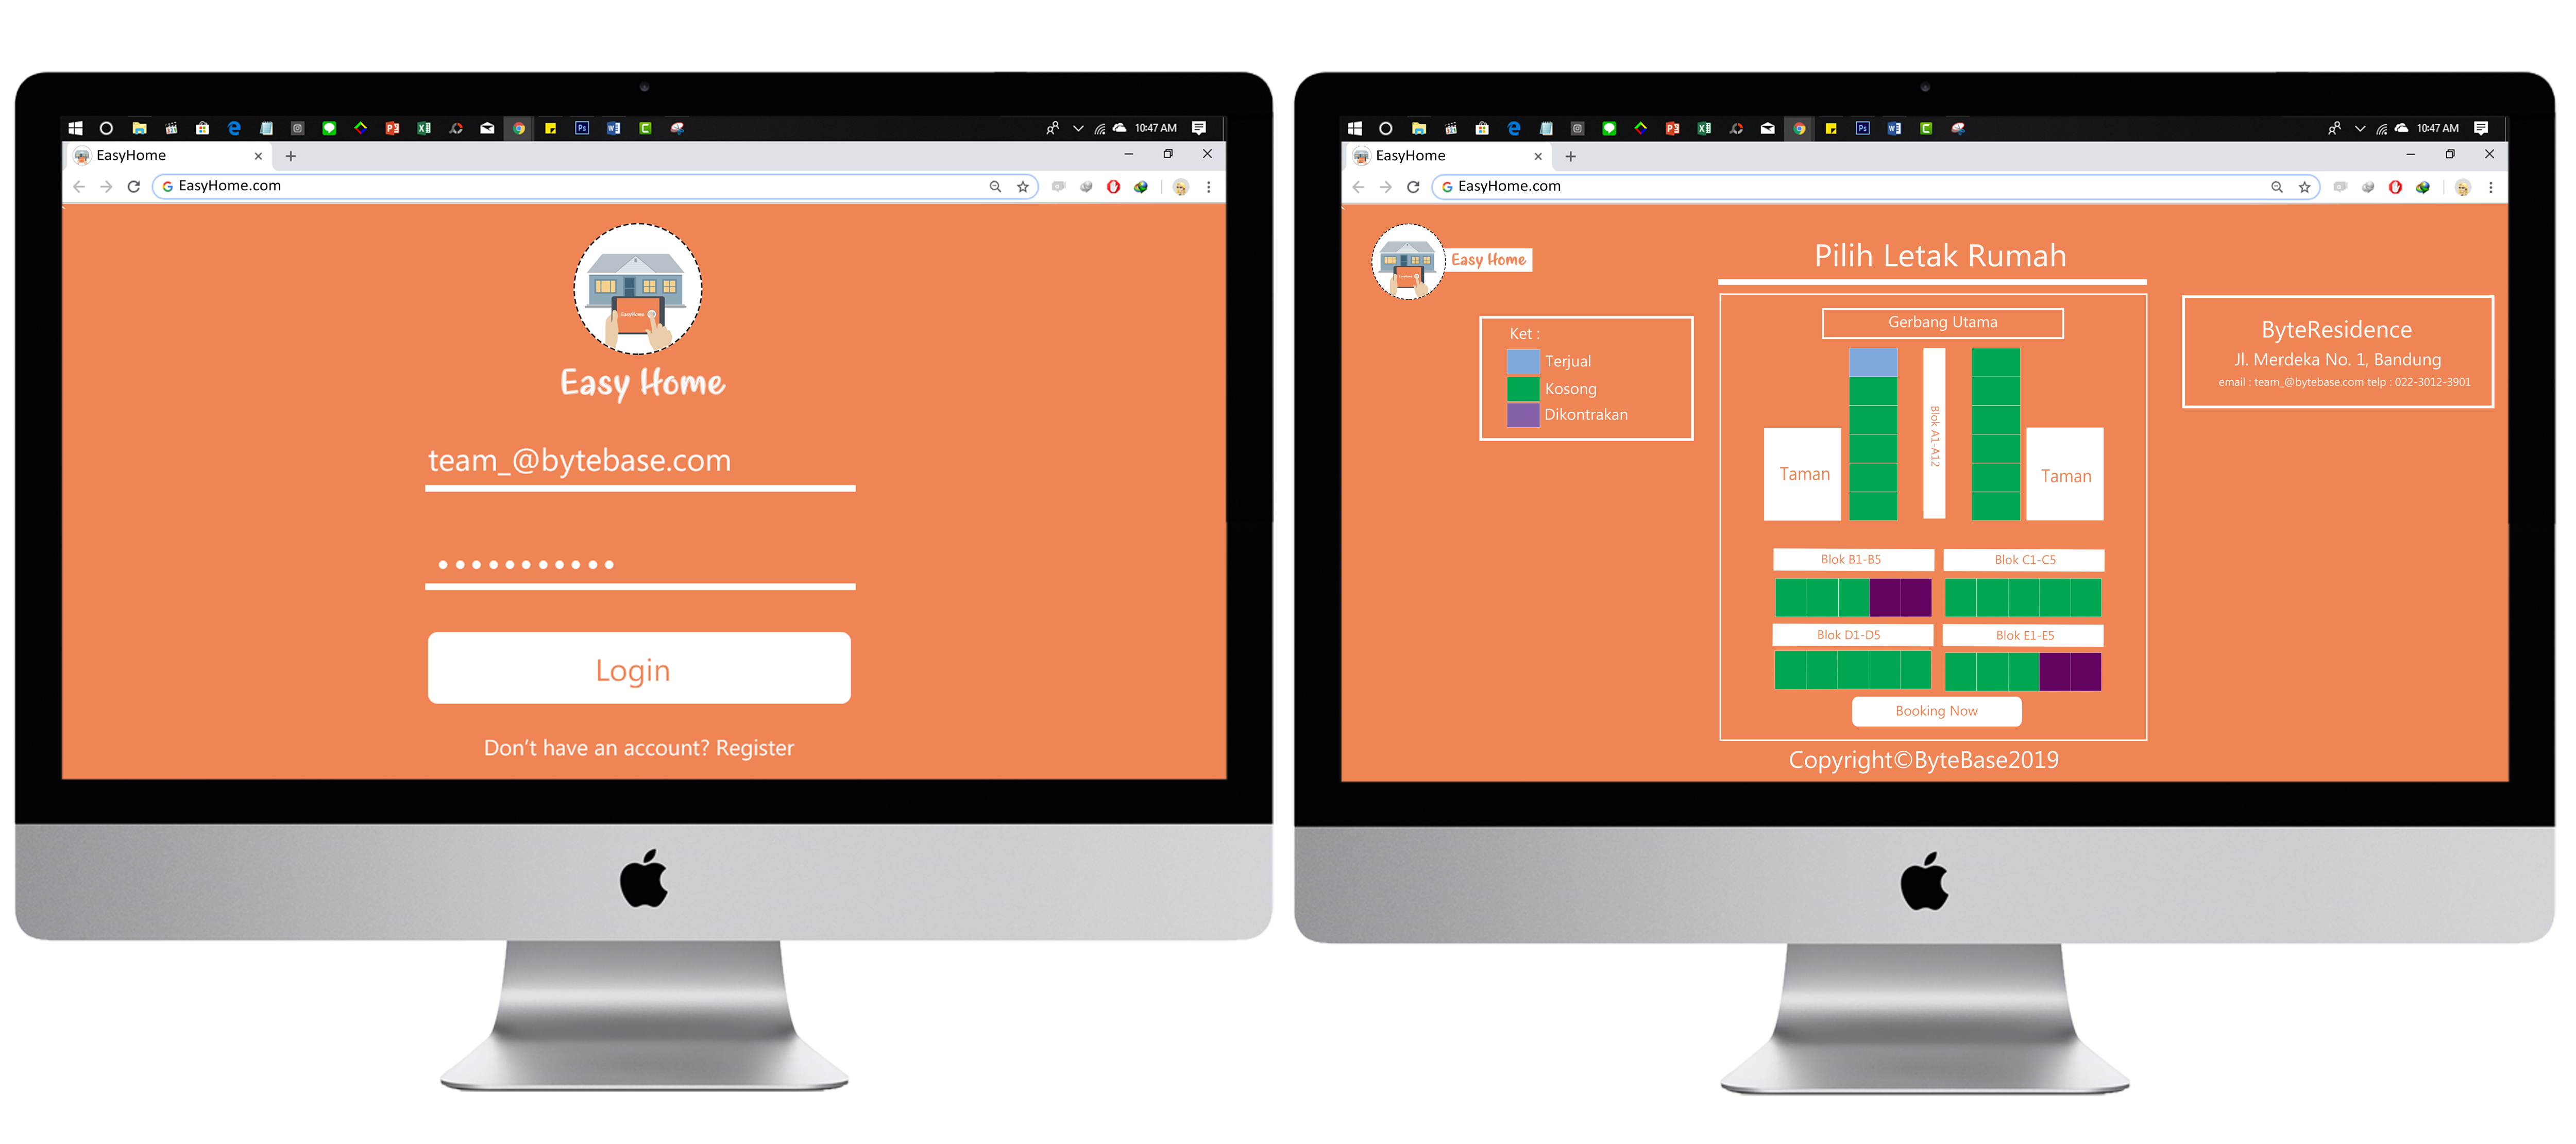 10:47 AM
EasyHome
EasyHome.com
EasyHome
Easy Home
team_@bytebase.com
Login
Don't have an account? Register
10:47 AM
EasyHome
EasyHome.com
Easy Home
Pilih Letak Rumah
Ket :
Terjual
Kosong
Dikontrakan
Gerbang Utama
Blok A1-A12
Taman
Taman
Blok B1-B5
Blok C1-C5
Blok D1-D5
Blok E1-E5
Booking Now
Copyright©ByteBase2019
ByteResidence
Jl. Merdeka No. 1, Bandung
email : team_@bytebase.com telp : 022-3012-3901